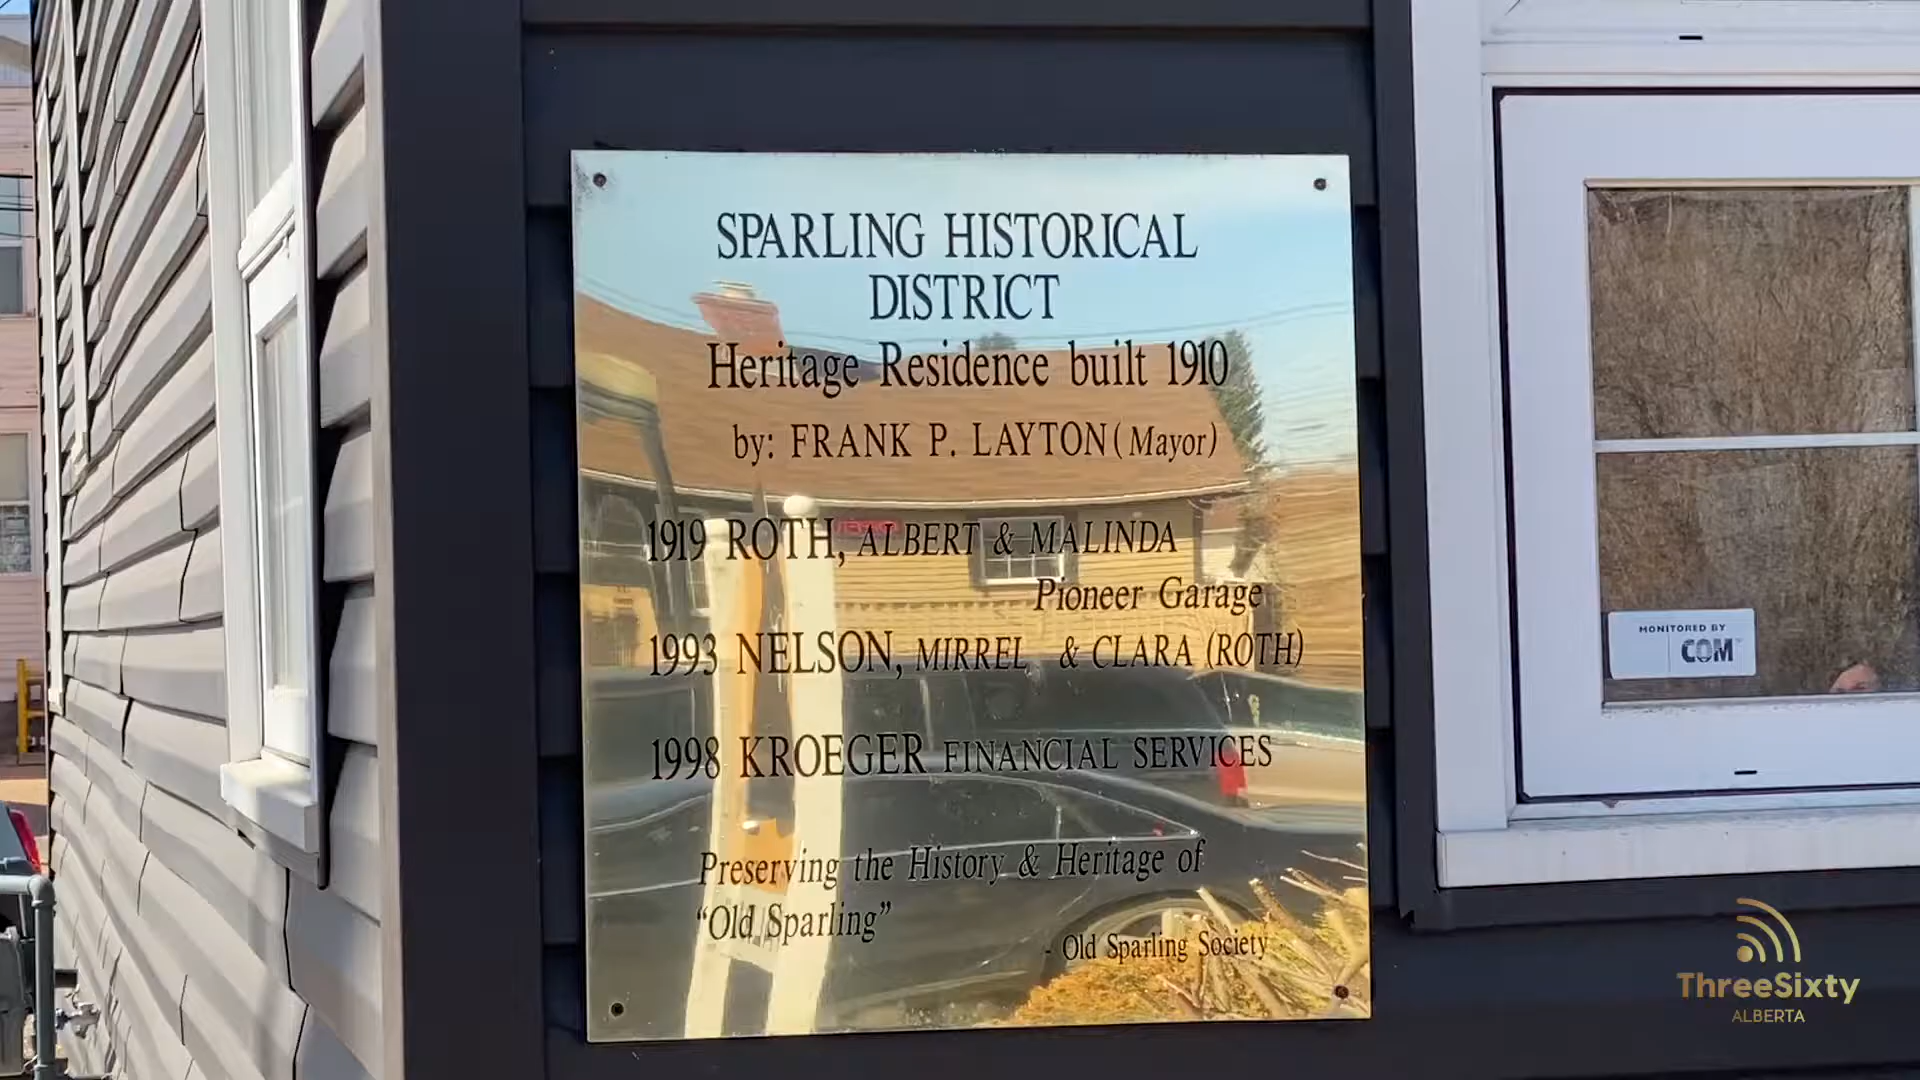 SPARLING HISTORICAL
DISTRICT
Heritage Residence built 1910
by: FRANK P. LAYTON (Mayor)
1919 ROTH, ALBERT & MALINDA
Pioneer Garage
1993 NELSON, MIRREL & CLARA (ROTH)
1998 KROEGER FINANCIAL SERVICES
Preserving the History & Heritage of
“Old Sparling”
- Old Sparling Society
MONITORED BY
COM
ThreeSixty
ALBERTA